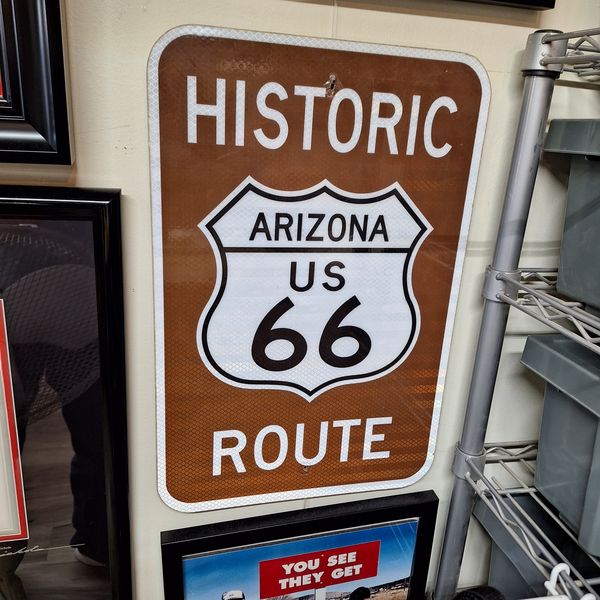 HISTORIC
ARIZONA
US
66
ROUTE
YOU SEE
THEY GET